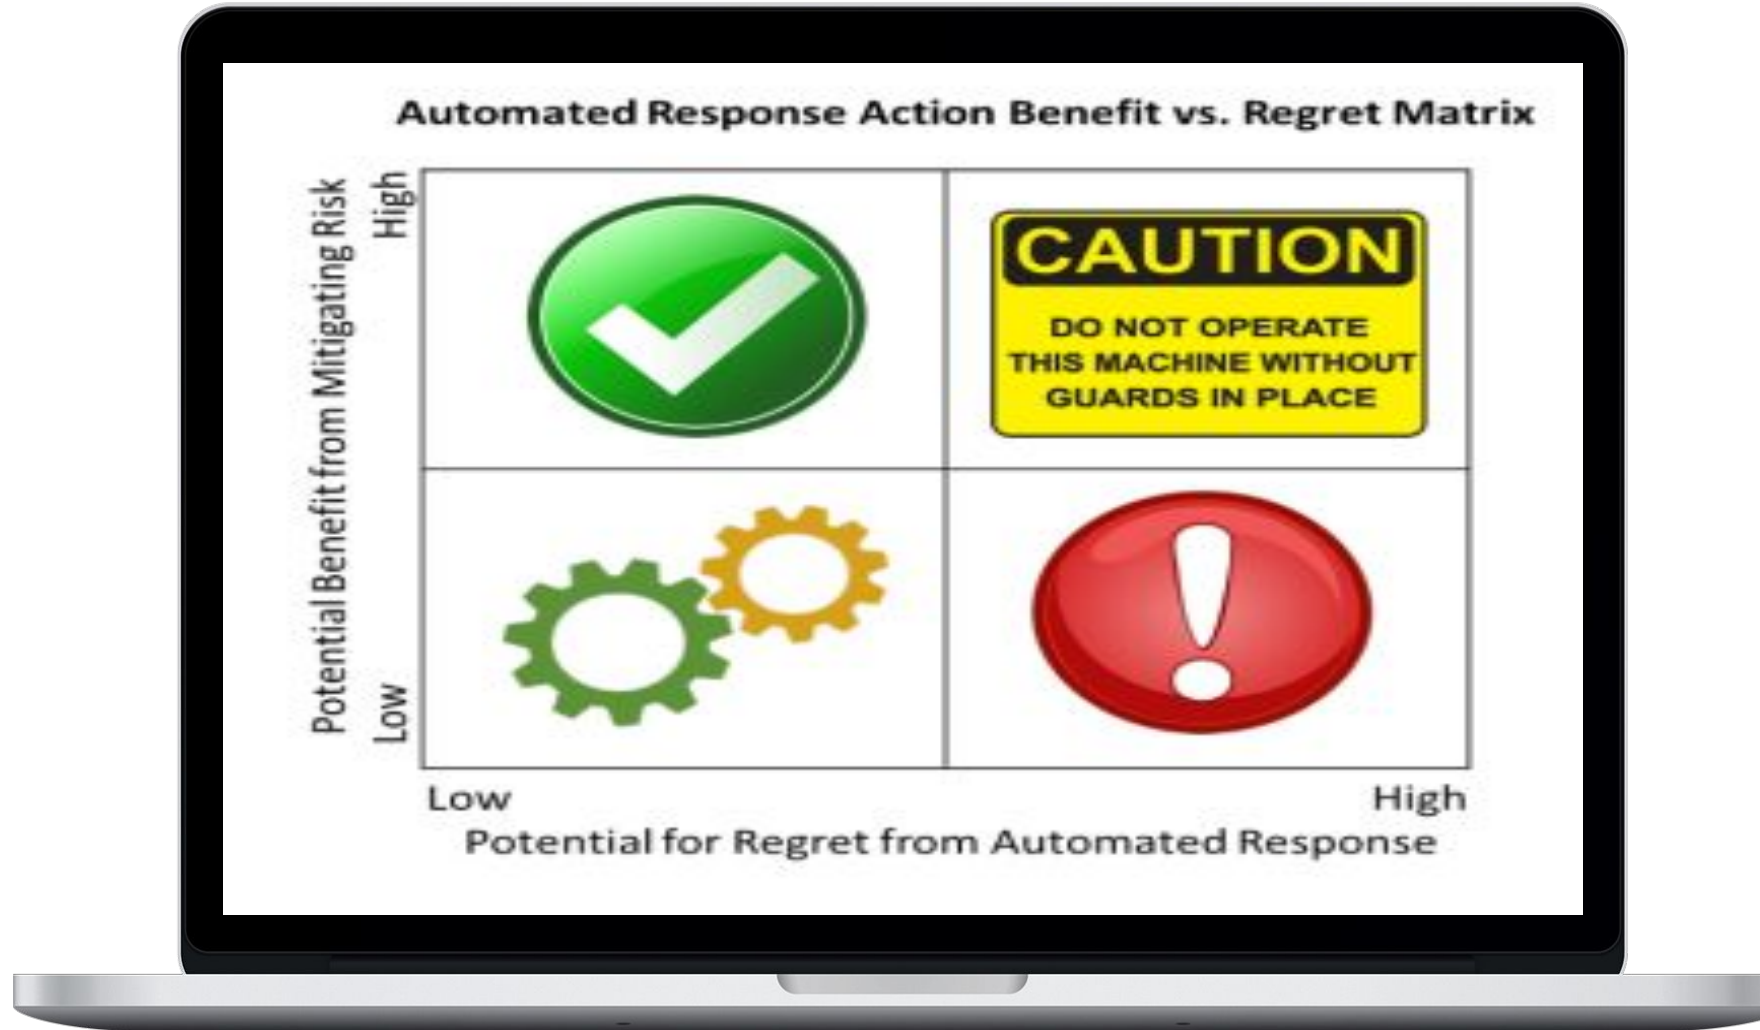 Automated Response Action Benefit vs. Regret Matrix
Potential Benefit from Mitigating Risk
High
Low
CAUTION
DO NOT OPERATE
THIS MACHINE WITHOUT
GUARDS IN PLACE
Low
High
Potential for Regret from Automated Response